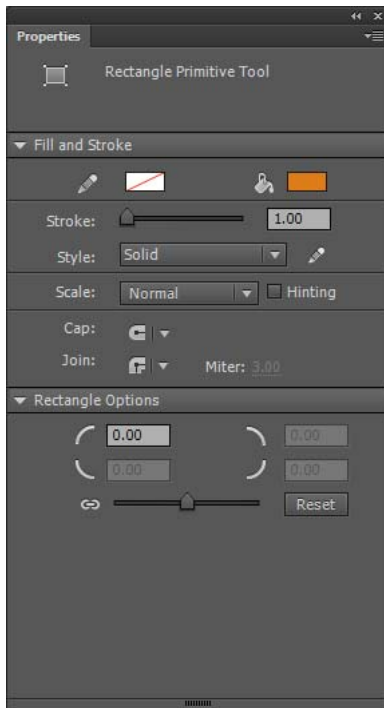 Properties
Rectangle Primitive Tool
Fill and Stroke
Stroke: 1.00
Style: Solid
Scale: Normal Hinting
Cap:
Join: Miter: 3.00
Rectangle Options
0.00 0.00
0.00 0.00
Reset